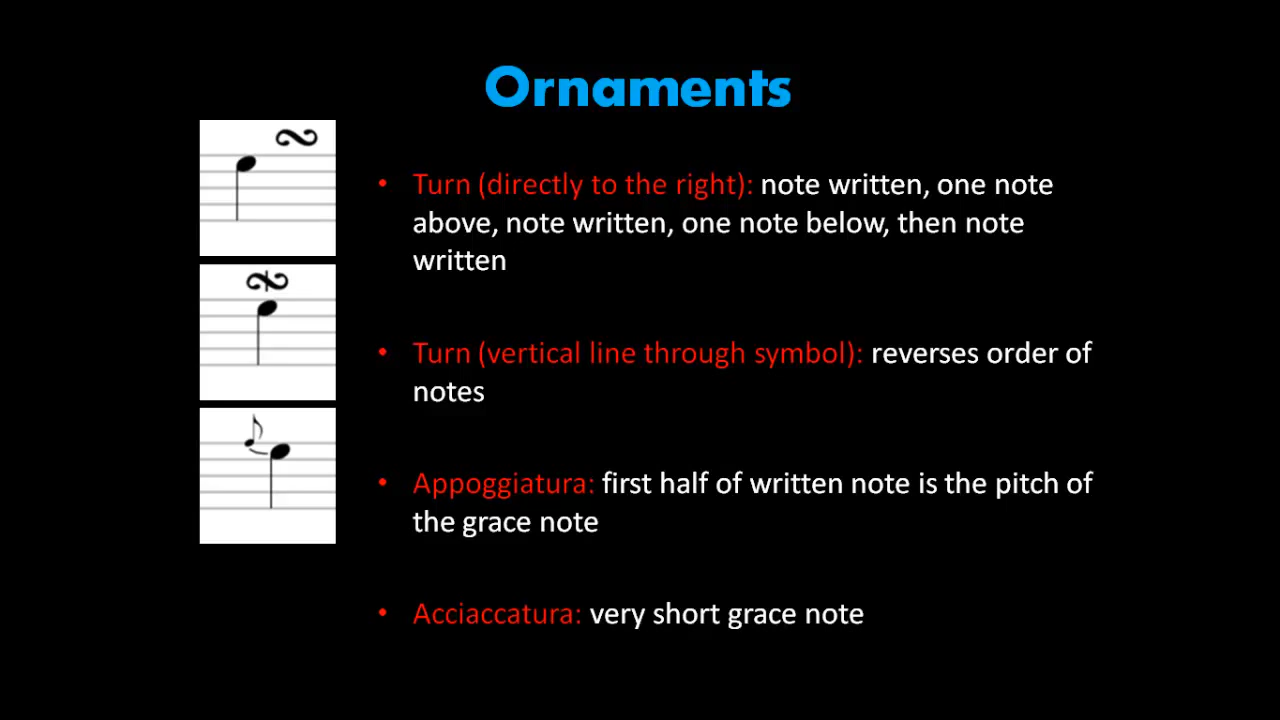 Ornaments
• Turn (directly to the right): note written, one note
above, note written, one note below, then note
written
• Turn (vertical line through symbol): reverses order of
notes
• Appoggiatura: first half of written note is the pitch of
the grace note
• Acciaccatura: very short grace note